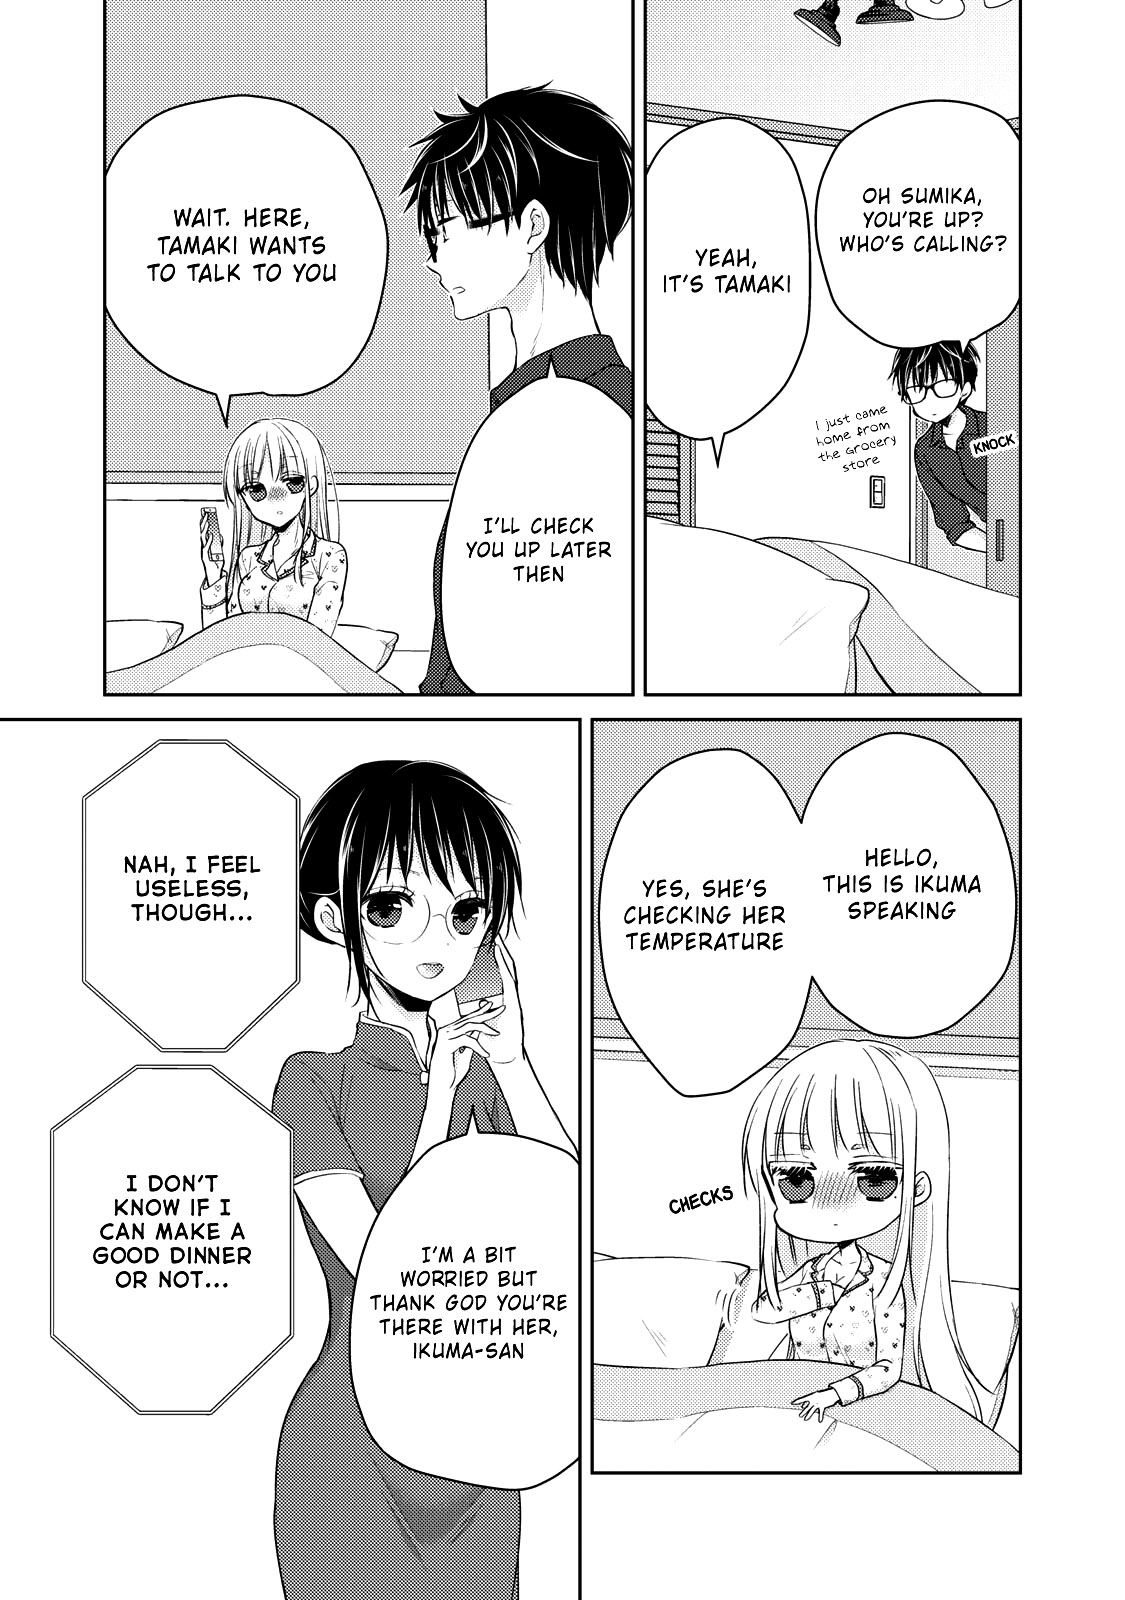 OH SUMIKA,
YOU'RE UP?
WHO'S CALLING?
YEAH,
IT'S TAMAKI
I just came
home from
the grocery
store
KNOCK
I'LL CHECK
YOU UP LATER
THEN
WAIT. HERE,
TAMAKI WANTS
TO TALK TO YOU
HELLO,
THIS IS IKUMA
SPEAKING
YES, SHE'S
CHECKING HER
TEMPERATURE
CHECKS
I'M A BIT
WORRIED BUT
THANK GOD YOU'RE
THERE WITH HER,
IKUMA-SAN
NAH, I FEEL
USELESS,
THOUGH...
I DON'T
KNOW IF I
CAN MAKE A
GOOD DINNER
OR NOT...